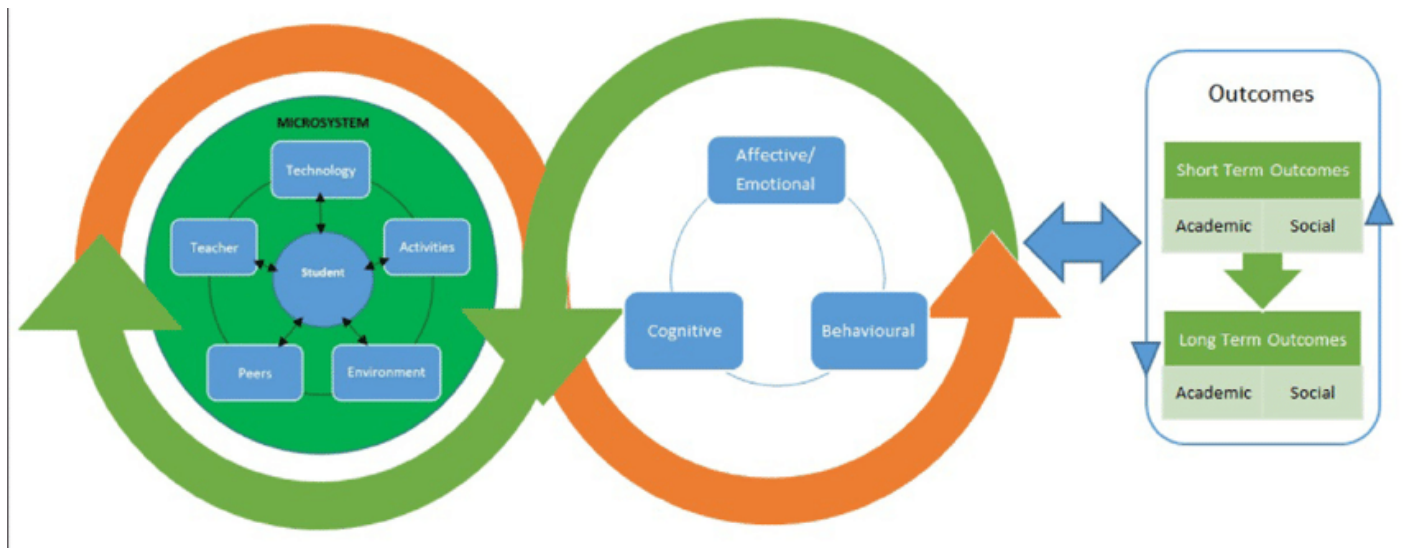 MICROSYSTEM
Technology
Teacher
Activities
Student
Peers
Environment
Affective/
Emotional
Cognitive
Behavioural
Outcomes
Short Term Outcomes
Academic Social
Long Term Outcomes
Academic Social